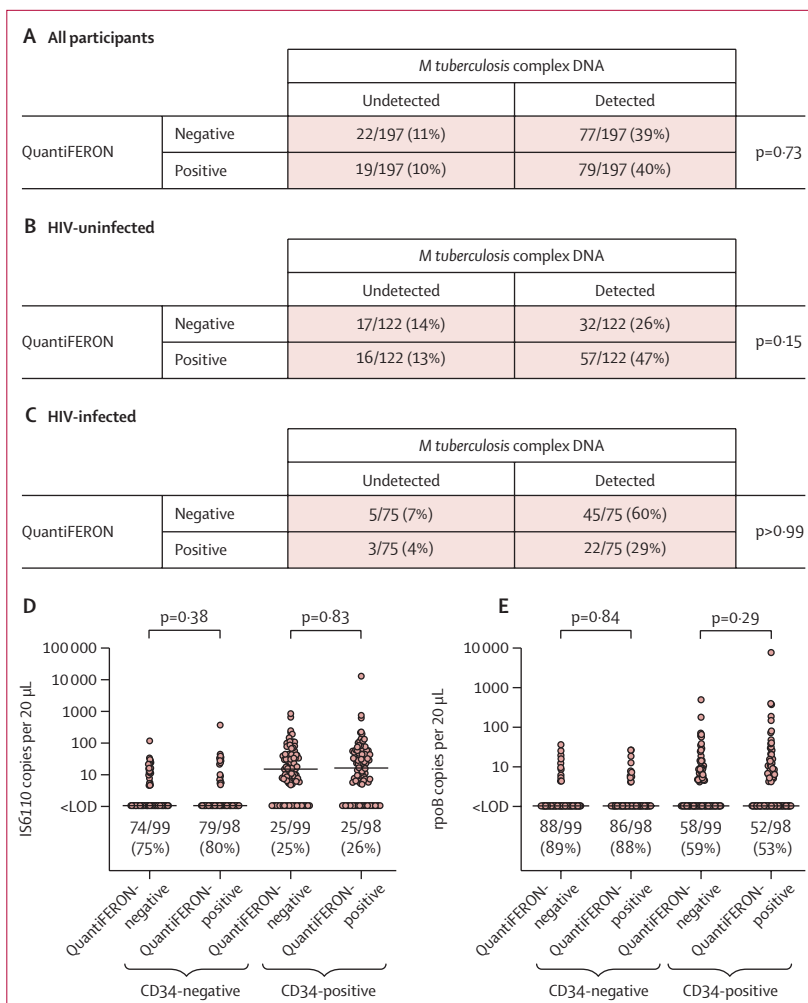 A All participants
M tuberculosis complex DNA
Undetected Detected
QuantiFERON Negative 22/197 (11%) 77/197 (39%) p=0·73
Positive 19/197 (10%) 79/197 (40%)
B HIV-uninfected
M tuberculosis complex DNA
Undetected Detected
QuantiFERON Negative 17/122 (14%) 32/122 (26%) p=0·15
Positive 16/122 (13%) 57/122 (47%)
C HIV-infected
M tuberculosis complex DNA
Undetected Detected
QuantiFERON Negative 5/75 (7%) 45/75 (60%) p>0·99
Positive 3/75 (4%) 22/75 (29%)
D
p=0·38 p=0·83
IS6110 copies per 20 µL
100 000
10 000
1000
100
10
<LOD
74/99 79/98 25/99 25/98
(75%) (80%) (25%) (26%)
QuantiFERON-negative
QuantiFERON-positive
QuantiFERON-negative
QuantiFERON-positive
CD34-negative CD34-positive
E
p=0·84 p=0·29
rpoB copies per 20 µL
10 000
1000
100
10
<LOD
88/99 86/98 58/99 52/98
(89%) (88%) (59%) (53%)
QuantiFERON-negative
QuantiFERON-positive
QuantiFERON-negative
QuantiFERON-positive
CD34-negative CD34-positive